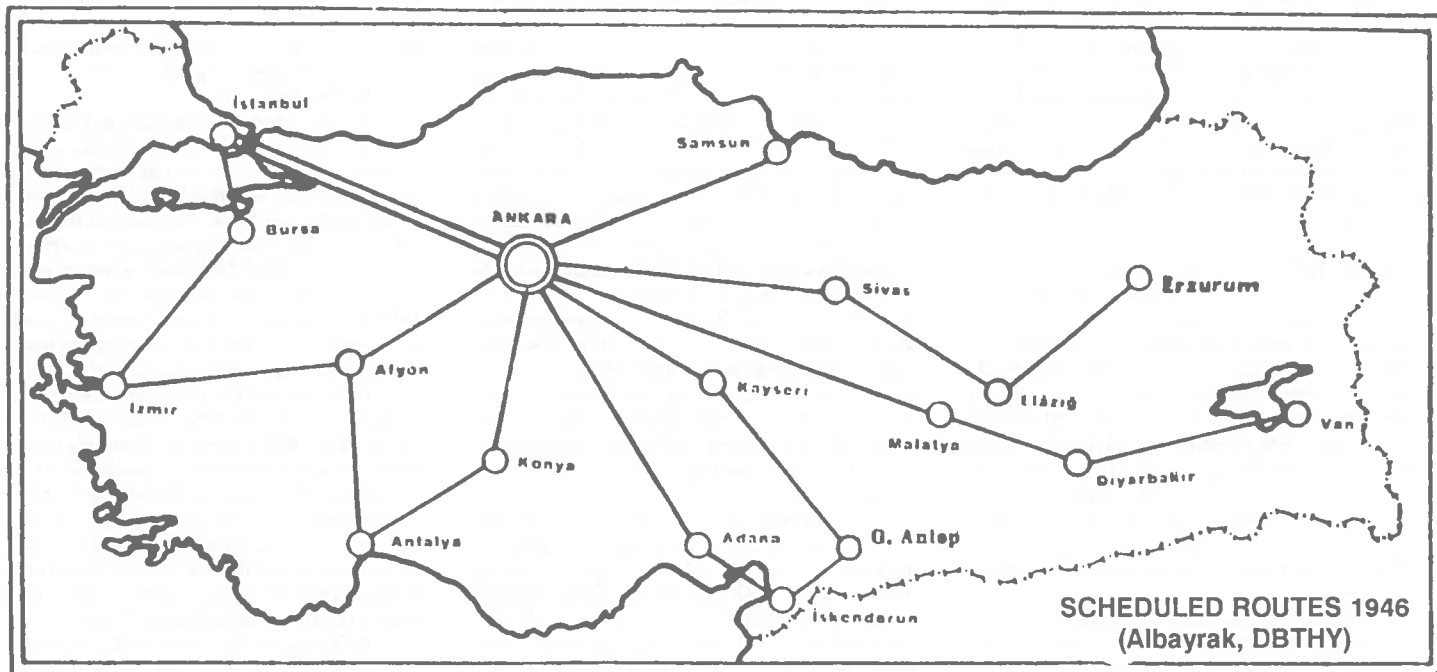 İstanbul
Samsun
ANKARA
Bursa
Sivas
Erzurum
Afyon
Kayseri
Elâzığ
İzmir
Malatya
Van
Konya
Diyarbakır
Antalya
Adana
G. Antep
İskenderun
SCHEDULED ROUTES 1946
(Albayrak, DBTHY)